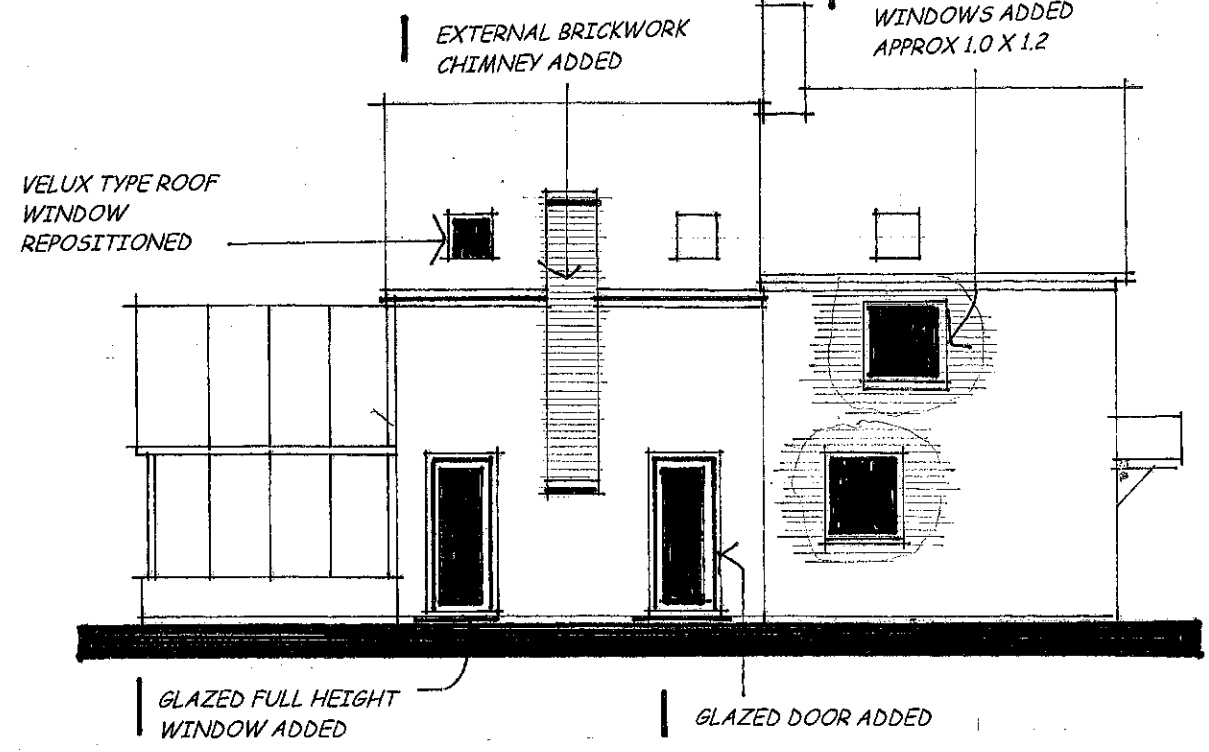 EXTERNAL BRICKWORK
CHIMNEY ADDED
WINDOWS ADDED
APPROX 1.0 X 1.2
VELUX TYPE ROOF
WINDOW
REPOSITIONED
GLAZED FULL HEIGHT
WINDOW ADDED
GLAZED DOOR ADDED